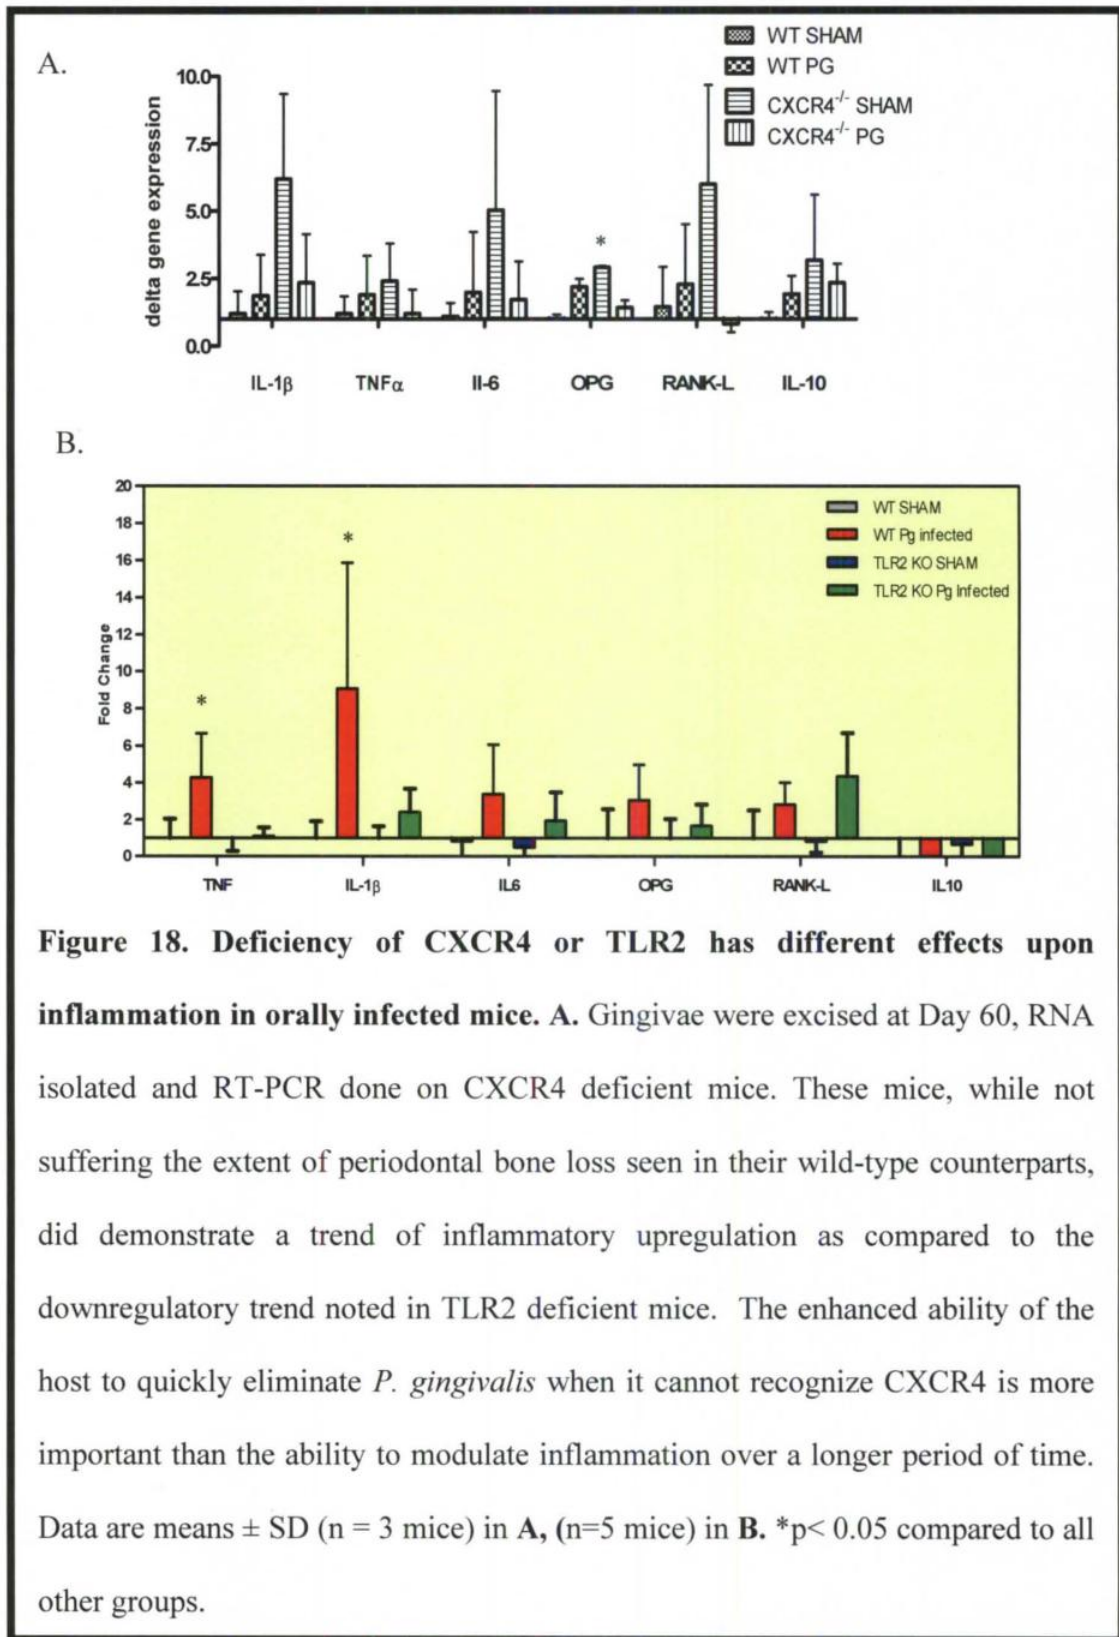 A.
WT SHAM
WT PG
CXCR4-/- SHAM
CXCR4-/- PG
delta gene expression
10.0
7.5
5.0
2.5
0.0
*
IL-1β TNFα Il-6 OPG RANK-L IL-10
B.
Fold Change
20
18
16
14
12
10
8
6
4
2
0
*
*
WT SHAM
WT Pg infected
TLR2 KO SHAM
TLR2 KO Pg Infected
TNF IL-1β IL6 OPG RANK-L IL10
Figure 18. Deficiency of CXCR4 or TLR2 has different effects upon
inflammation in orally infected mice. A. Gingivae were excised at Day 60, RNA
isolated and RT-PCR done on CXCR4 deficient mice. These mice, while not
suffering the extent of periodontal bone loss seen in their wild-type counterparts,
did demonstrate a trend of inflammatory upregulation as compared to the
downregulatory trend noted in TLR2 deficient mice. The enhanced ability of the
host to quickly eliminate P. gingivalis when it cannot recognize CXCR4 is more
important than the ability to modulate inflammation over a longer period of time.
Data are means ± SD (n = 3 mice) in A, (n=5 mice) in B. *p< 0.05 compared to all
other groups.